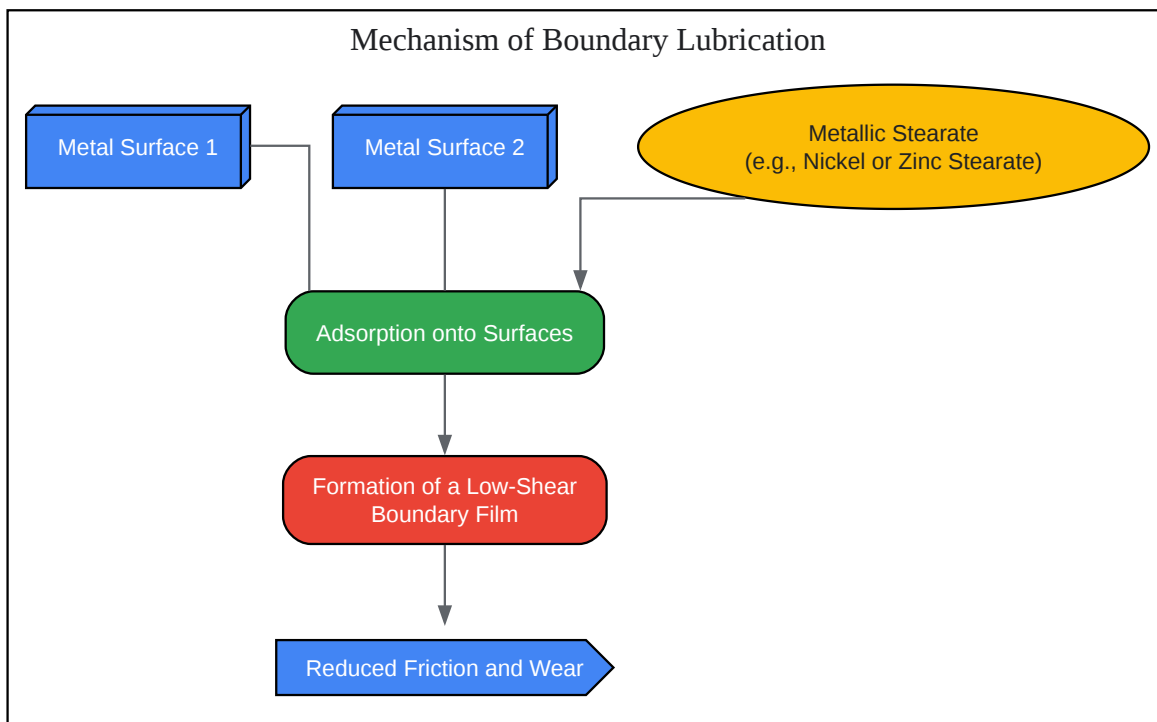 Mechanism of Boundary Lubrication
Metal Surface 1
Metal Surface 2
Metallic Stearate
(e.g., Nickel or Zinc Stearate)
Adsorption onto Surfaces
Formation of a Low-Shear
Boundary Film
Reduced Friction and Wear